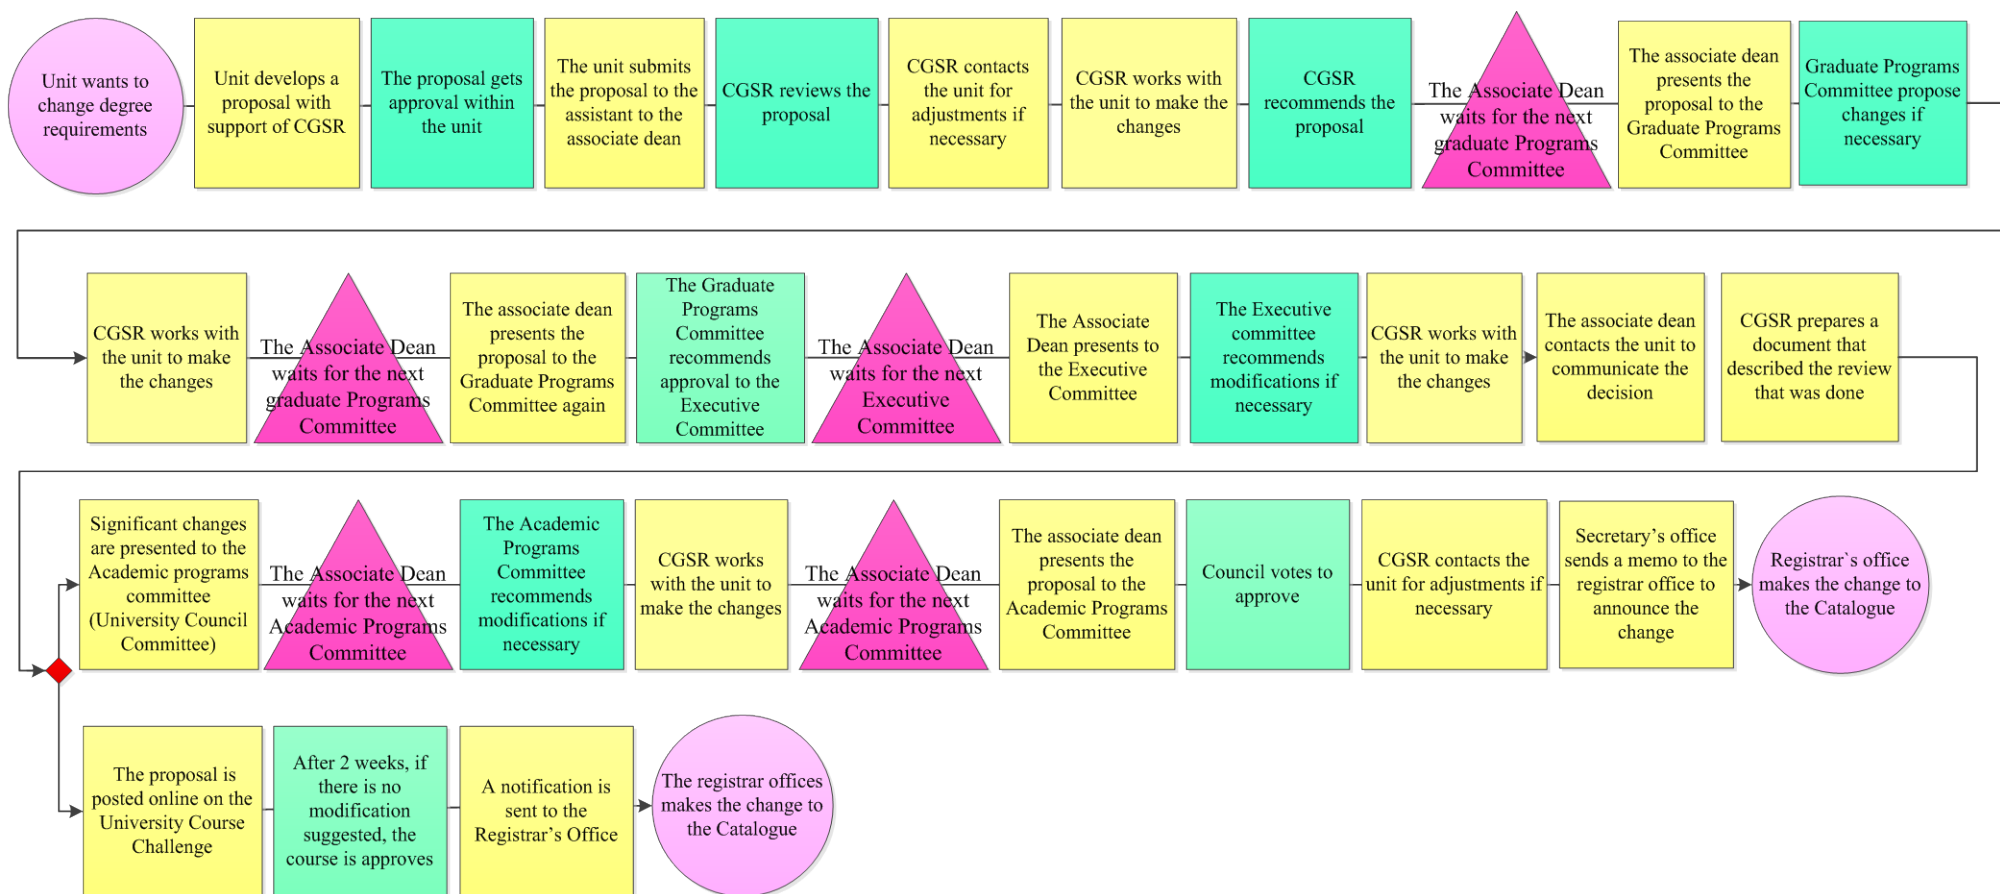 Unit wants to
change degree
requirements
Unit develops a
proposal with
support of CGSR
The proposal gets
approval within
the unit
The unit submits
the proposal to the
assistant to the
associate dean
CGSR reviews the
proposal
CGSR contacts
the unit for
adjustments if
necessary
CGSR works with
the unit to make the
changes
CGSR
recommends the
proposal
The Associate Dean
waits for the next
graduate Programs
Committee
The associate dean
presents the
proposal to the
Graduate Programs
Committee
Graduate Programs
Committee propose
changes if
necessary
CGSR works with
the unit to make
the changes
The Associate Dean
waits for the next
graduate Programs
Committee
The associate dean
presents the
proposal to the
Graduate Programs
Committee again
The Graduate
Programs
Committee
recommends
approval to the
Executive
Committee
The Associate Dean
waits for the next
Executive
Committee
The Associate
Dean presents to
the Executive
Committee
The Executive
committee
recommends
modifications if
necessary
CGSR works with
the unit to make
the changes
The associate dean
contacts the unit to
communicate the
decision
CGSR prepares a
document that
described the review
that was done
Significant changes
are presented to the
Academic programs
committee
(University Council
Committee)
The Associate Dean
waits for the next
Academic Programs
Committee
The Academic
Programs
Committee
recommends
modifications if
necessary
CGSR works
with the unit to
make the changes
The Associate Dean
waits for the next
Academic Programs
Committee
The associate dean
presents the
proposal to the
Academic Programs
Committee
Council votes to
approve
CGSR contacts the
unit for adjustments if
necessary
Secretary’s office
sends a memo to the
registrar office to
announce the
change
Registrar`s office
makes the change to
the Catalogue
The proposal is
posted online on the
University Course
Challenge
After 2 weeks, if
there is no
modification
suggested, the
course is approves
A notification is
sent to the
Registrar’s Office
The registrar offices
makes the change to
the Catalogue